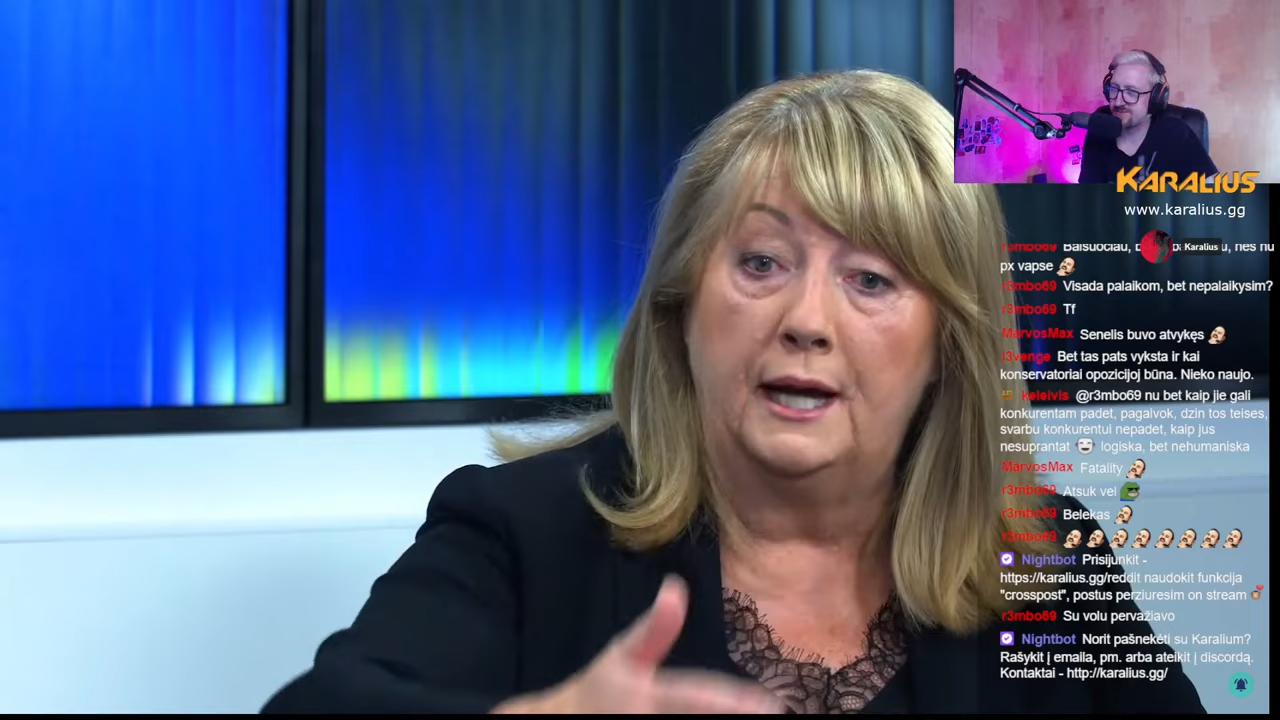 KARALIUS
www.karalius.gg
Karalius
px vapse
r3mbo69 Visada palaikom, bet nepalaikysim?
r3mbo69 Tf
MarvosMax Senelis buvo atvykęs
l3venge Bet tas pats vyksta ir kai
konservatoriai opozicijoj būna. Nieko naujo.
keleivis @r3mbo69 nu bet kaip jie gali
konkurentam padėt, pagalvok, dzin tos teises,
svarbu konkurentui nepadet, kaip jus
nesuprantat logiska, bet nehumaniska
MarvosMax Fatality
r3mbo69 Atsuk vel
r3mbo69 Belekas
r3mbo69
Nightbot Prisijunkit -
https://karalius.gg/reddit naudokit funkcija
"crosspost", postus perziuresim on stream
r3mbo69 Su volu pervažiavo
Nightbot Norit pašnekėti su Karalium?
Rašykit į emaila, pm. arba ateikit į discordą.
Kontaktai - http://karalius.gg/